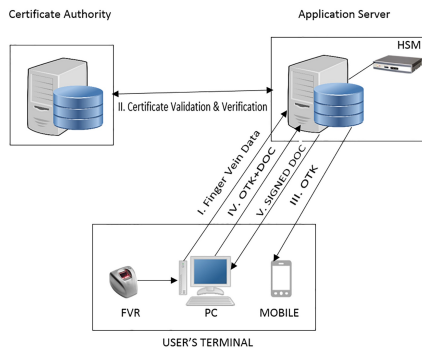 Certificate Authority
Application Server
HSM
II. Certificate Validation & Verification
I. Finger Vein Data
IV. OTK+DOC
V. SIGNED DOC
III. OTK
FVR
PC
MOBILE
USER'S TERMINAL